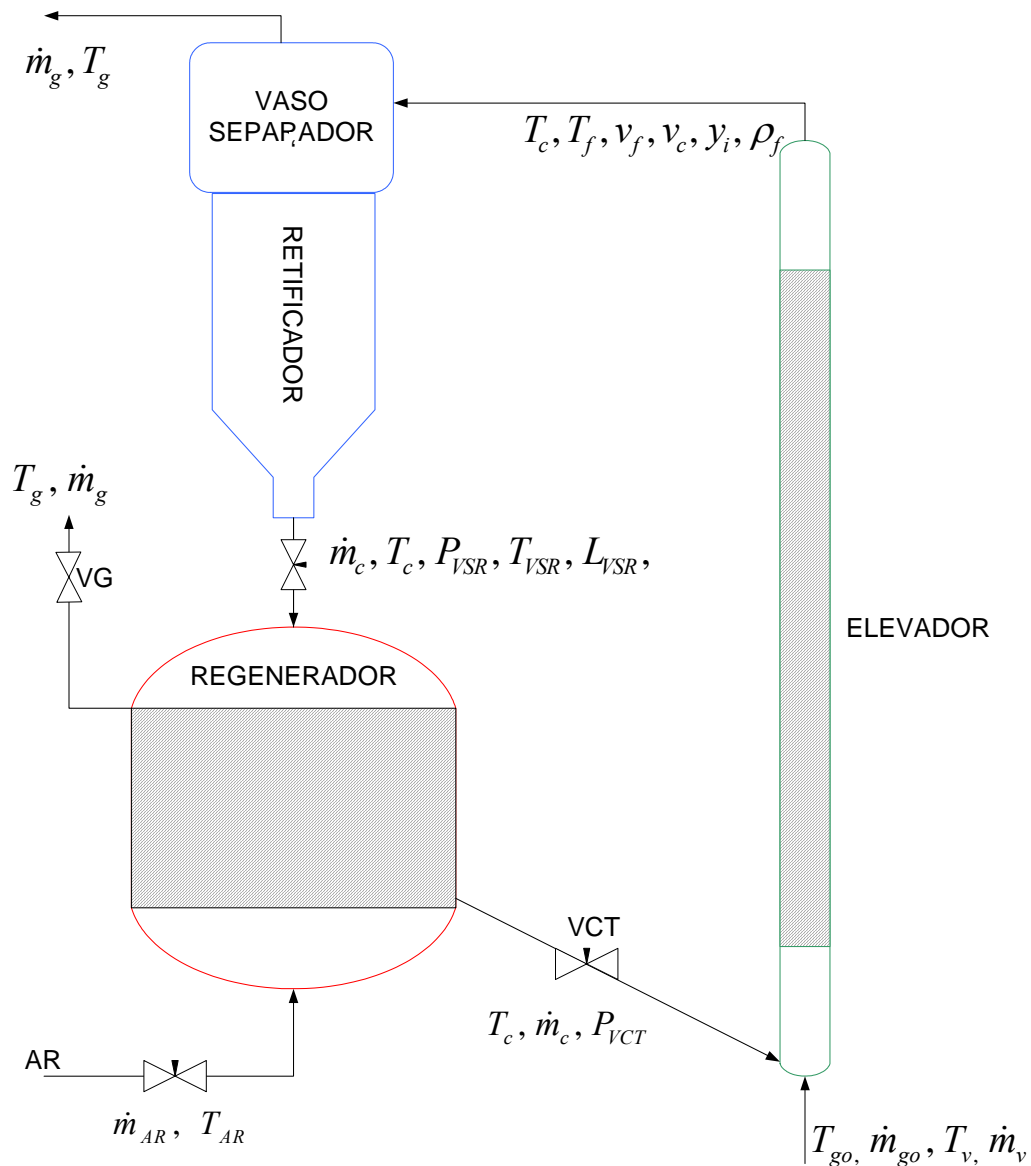 ṁ_g, T_g
VASO
SEPAPADOR
T_c, T_f, v_f, v_c, y_i, ρ_f
RETIFICADOR
T_g, ṁ_g
VG
ṁ_c, T_c, P_VSR, T_VSR, L_VSR,
ELEVADOR
REGENERADOR
VCT
T_c, ṁ_c, P_VCT
AR
ṁ_AR, T_AR
T_go, ṁ_go, T_v, ṁ_v